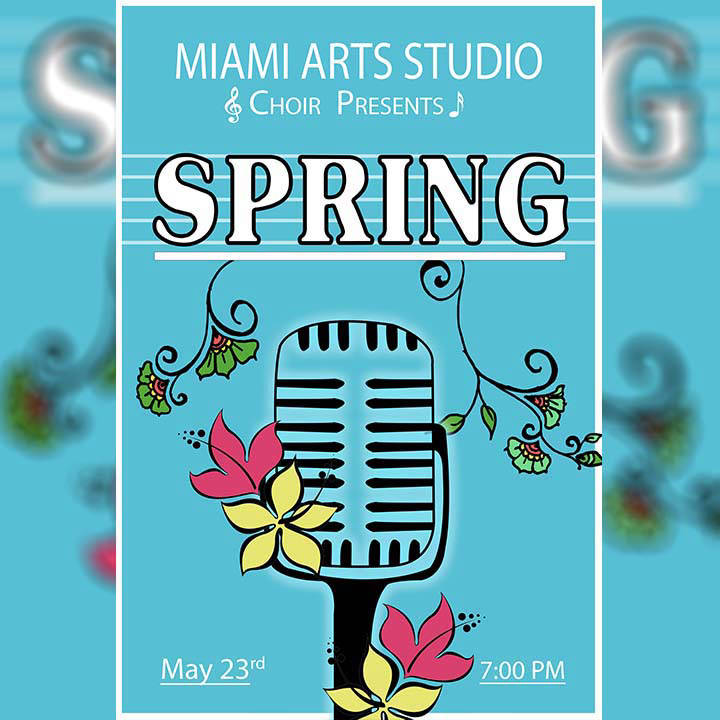 MIAMI ARTS STUDIO
CHOIR PRESENTS
SPRING
May 23rd
7:00 PM